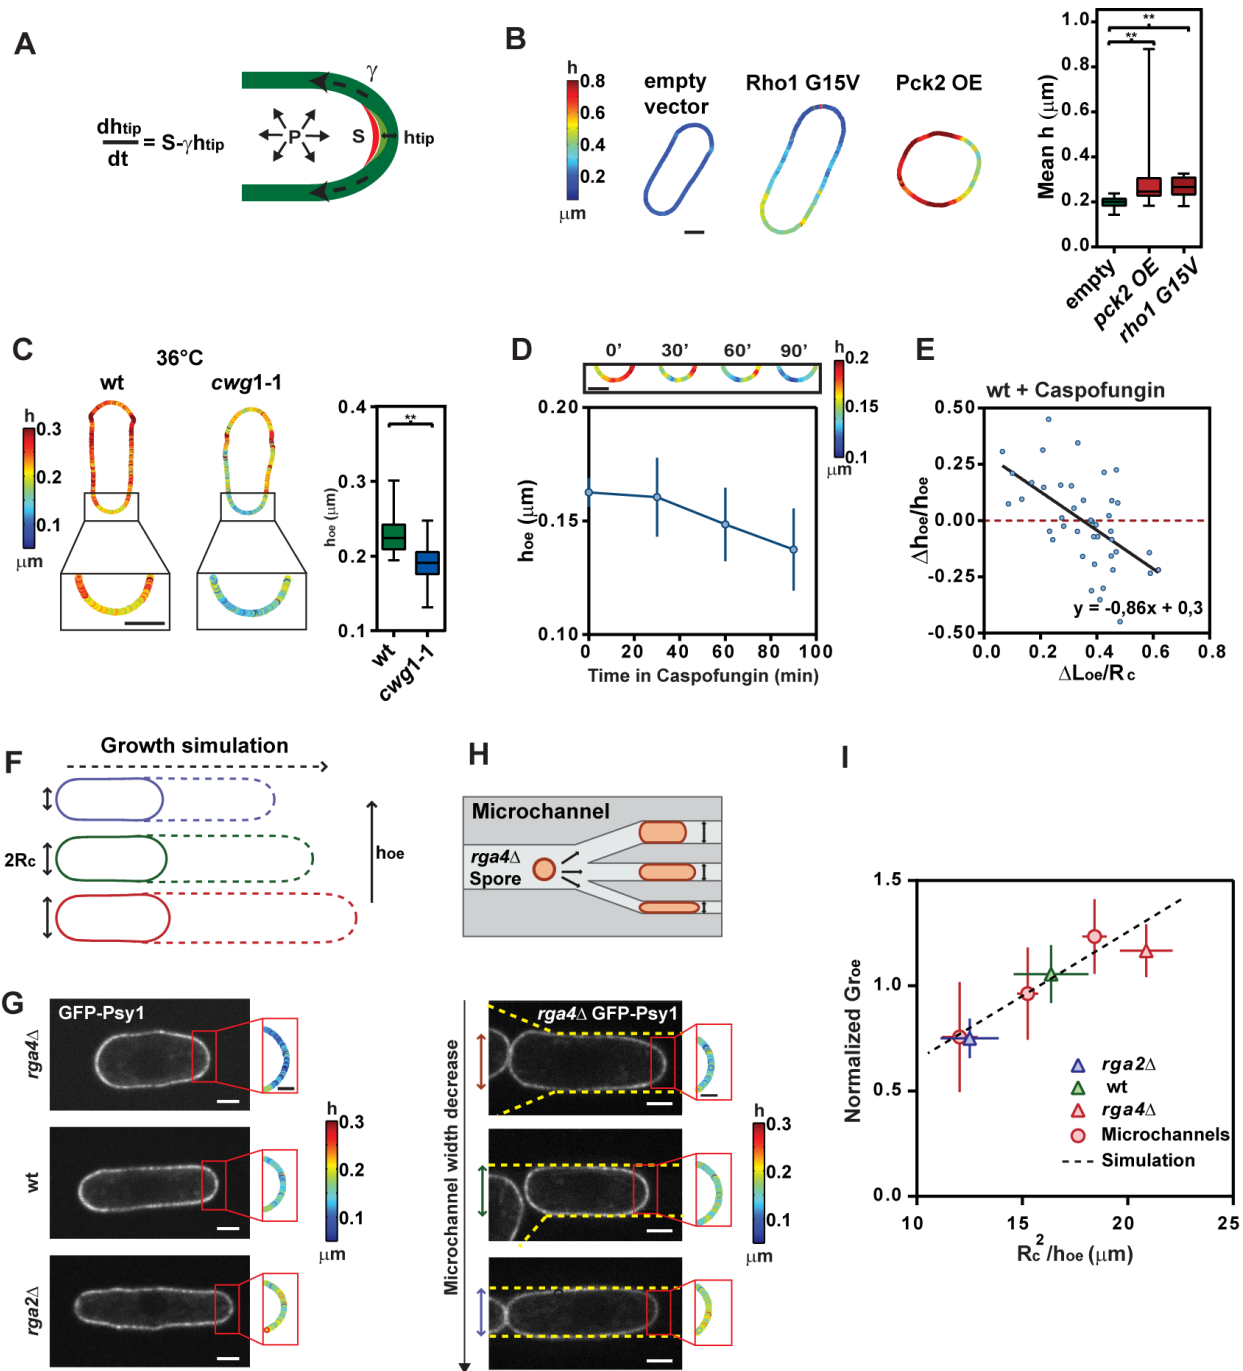 A
dhtip
dt
= S-γhtip
P
S
γ
htip
B
h
0.8
0.6
0.4
0.2
μm
empty
vector
Rho1 G15V
Pck2 OE
Mean h (μm)
1.0
0.8
0.6
0.4
0.2
0.0
**
**
empty
pck2 OE
rho1 G15V
C
36°C
wt
cwg1-1
h
0.3
0.2
0.1
μm
hoe (μm)
0.4
0.3
0.2
0.1
**
wt
cwg1-1
D
0'
30'
60'
90'
h
0.2
0.15
0.1
μm
hoe (μm)
0.20
0.15
0.10
0
20
40
60
80
100
Time in Caspofungin (min)
E
wt + Caspofungin
Δhoe/hoe
0.50
0.25
0.00
-0.25
-0.50
y = -0,86x + 0,3
0.0
0.2
0.4
0.6
0.8
ΔLoe/Rc
F
Growth simulation
2Rc
hoe
G
GFP-Psy1
rga4Δ
wt
rga2Δ
h
0.3
0.2
0.1
μm
H
Microchannel
rga4Δ
Spore
Microchannel width decrease
rga4Δ GFP-Psy1
h
0.3
0.2
0.1
μm
I
Normalized Groe
1.5
1.0
0.5
0.0
rga2Δ
wt
rga4Δ
Microchannels
Simulation
10
15
20
25
Rc²/hoe (μm)